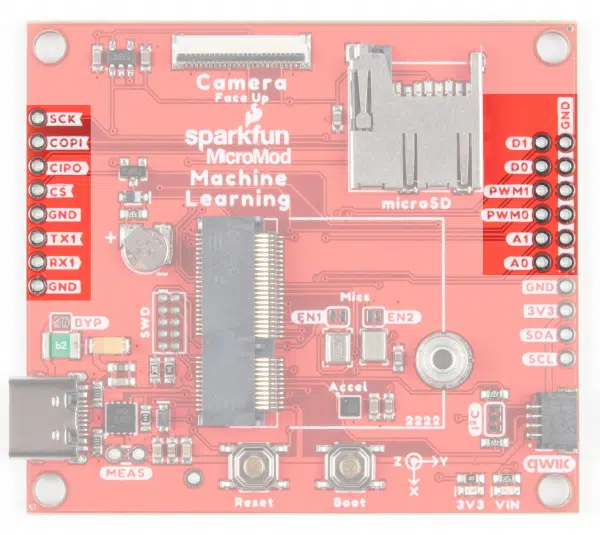 Camera
Face Up
sparkfun
MicroMod
Machine
Learning
microSD
SCK
COPI
CIPO
CS
GND
TX1
RX1
GND
GND
D1
D0
PWM1
PWM0
A1
A0
GND
3V3
SDA
SCL
+
SWD
BYP
b2
Mics
EN1
EN2
Accel
2222
I²C
qwiic
MEAS
Reset
Boot
Z
Y
X
3V3
VIN